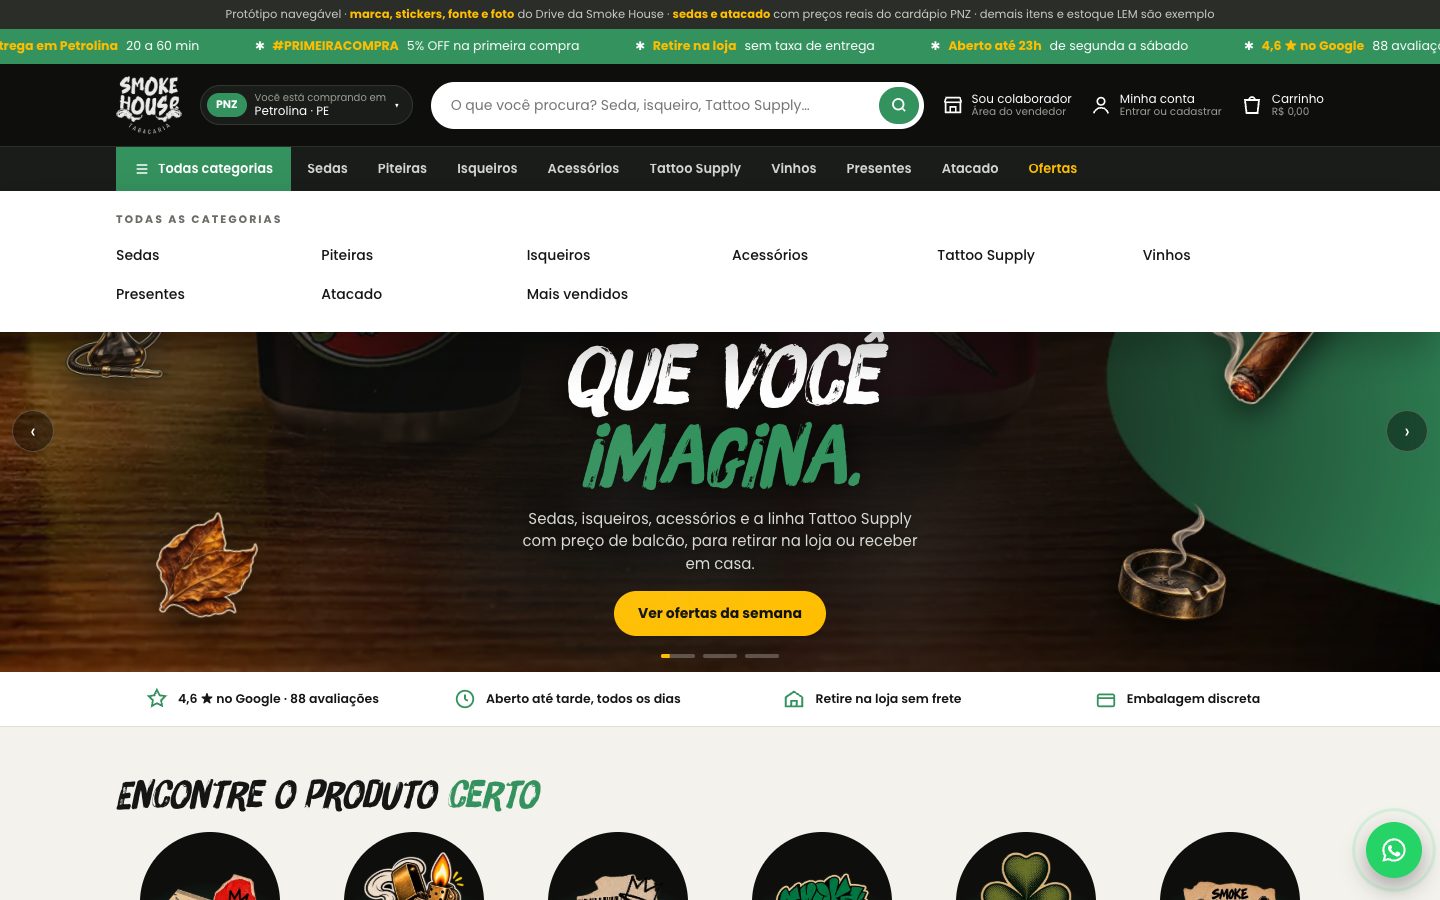 Protótipo navegável · marca, stickers, fonte e foto do Drive da Smoke House · sedas e atacado com preços reais do cardápio PNZ · demais itens e estoque LEM são exemplo
trega em Petrolina 20 a 60 min * #PRIMEIRACOMPRA 5% OFF na primeira compra * Retire na loja sem taxa de entrega * Aberto até 23h de segunda a sábado * 4,6 ★ no Google 88 avaliaç
SMOKE HOUSE TABACARIA
PNZ
Você está comprando em
Petrolina · PE
O que você procura? Seda, isqueiro, Tattoo Supply...
Sou colaborador
Área do vendedor
Minha conta
Entrar ou cadastrar
Carrinho
R$ 0,00
Todas categorias Sedas Piteiras Isqueiros Acessórios Tattoo Supply Vinhos Presentes Atacado Ofertas
TODAS AS CATEGORIAS
Sedas Piteiras Isqueiros Acessórios Tattoo Supply Vinhos
Presentes Atacado Mais vendidos
QUE VOCÊ
IMAGINA.
Sedas, isqueiros, acessórios e a linha Tattoo Supply
com preço de balcão, para retirar na loja ou receber
em casa.
Ver ofertas da semana
4,6 ★ no Google · 88 avaliações Aberto até tarde, todos os dias Retire na loja sem frete Embalagem discreta
ENCONTRE O PRODUTO CERTO
SMOKE